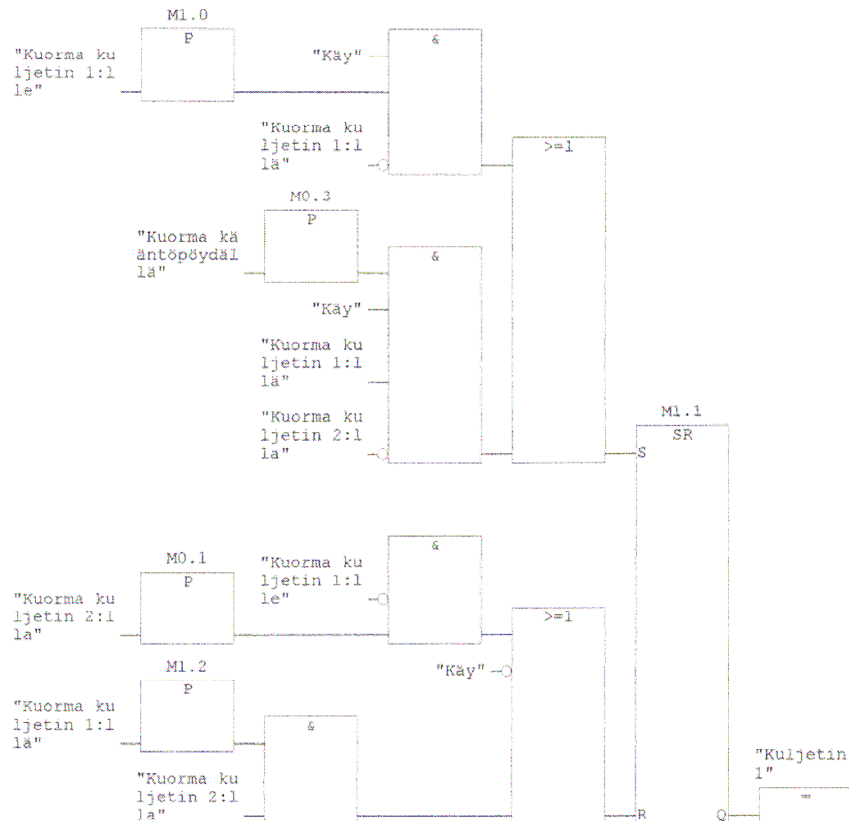 M1.0
P
"Kuorma ku
ljetin 1:l
le"
"Käy"
&
"Kuorma ku
ljetin 1:l
lä"
>=1
M0.3
P
"Kuorma kä
äntöpöydäl
lä"
&
"Käy"
"Kuorma ku
ljetin 1:l
lä"
"Kuorma ku
ljetin 2:l
la"
M1.1
SR
S
M0.1
P
"Kuorma ku
ljetin 2:l
la"
"Kuorma ku
ljetin 1:l
le"
&
>=1
"Käy"
M1.2
P
"Kuorma ku
ljetin 1:l
lä"
&
"Kuorma ku
ljetin 2:l
la"
R
Q
"Kuljetin
1"
=